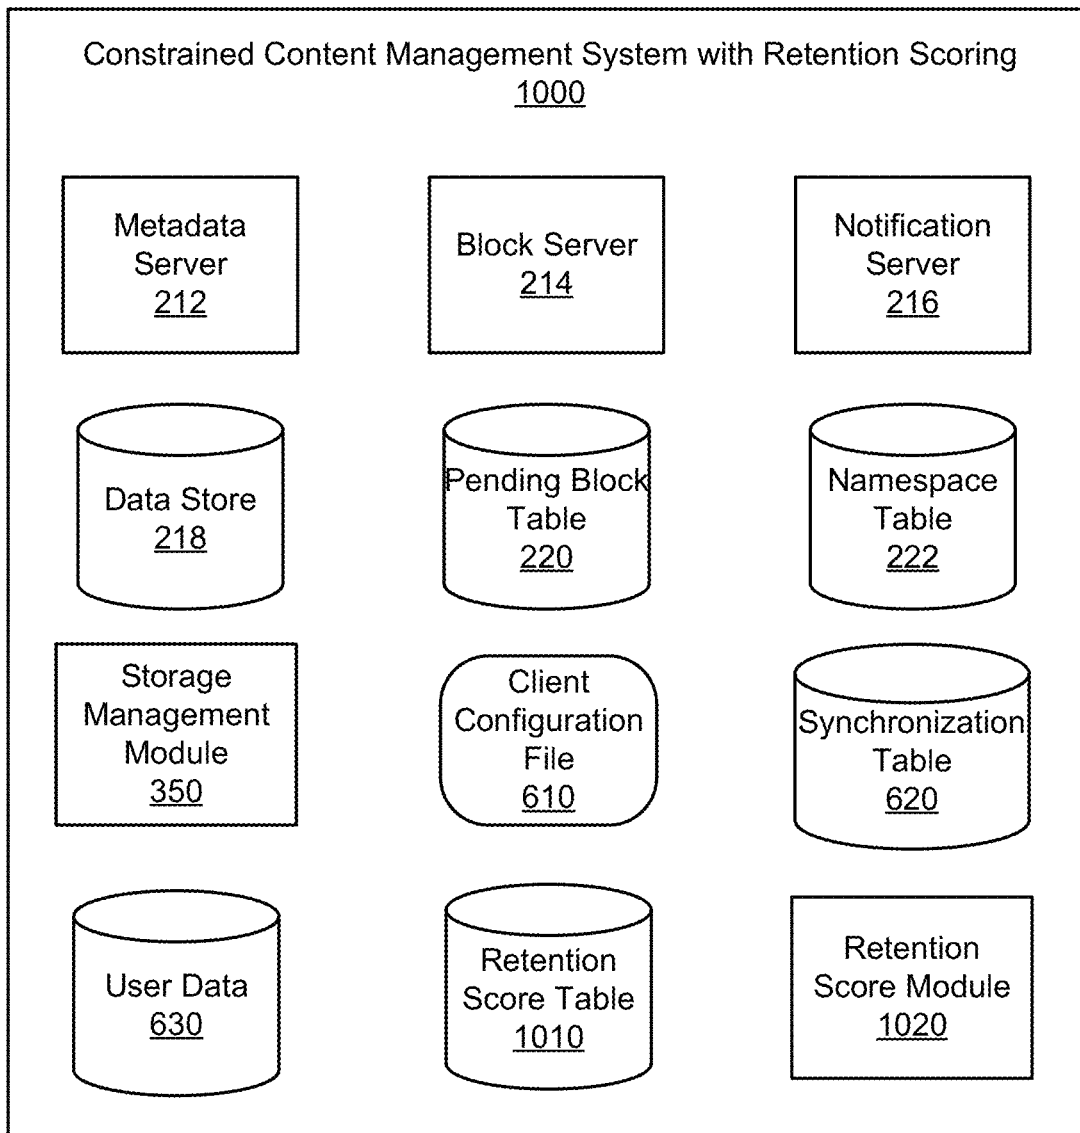 Constrained Content Management System with Retention Scoring
1000
Metadata
Server
212
Block Server
214
Notification
Server
216
Data Store
218
Pending Block
Table
220
Namespace
Table
222
Storage
Management
Module
350
Client
Configuration
File
610
Synchronization
Table
620
User Data
630
Retention
Score Table
1010
Retention
Score Module
1020